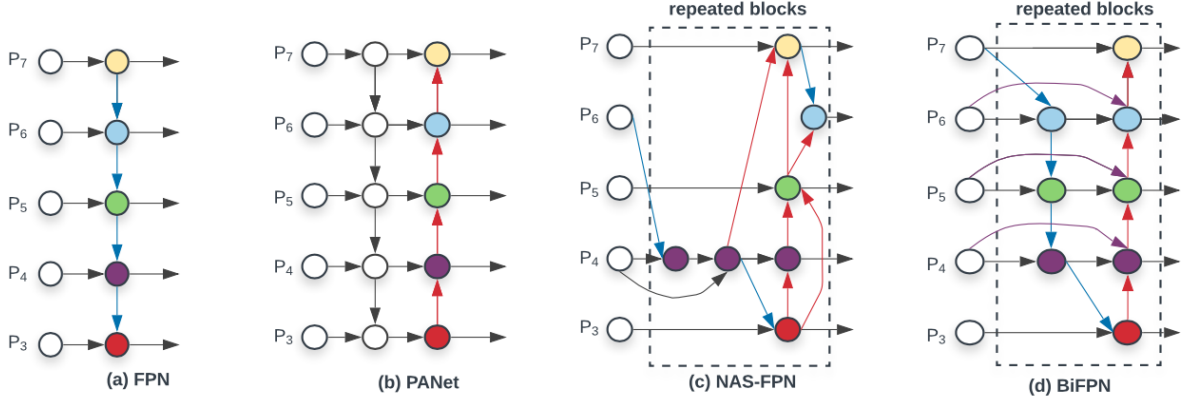 repeated blocks
repeated blocks
P7
P6
P5
P4
P3
(a) FPN
P7
P6
P5
P4
P3
(b) PANet
P7
P6
P5
P4
P3
(c) NAS-FPN
P7
P6
P5
P4
P3
(d) BiFPN